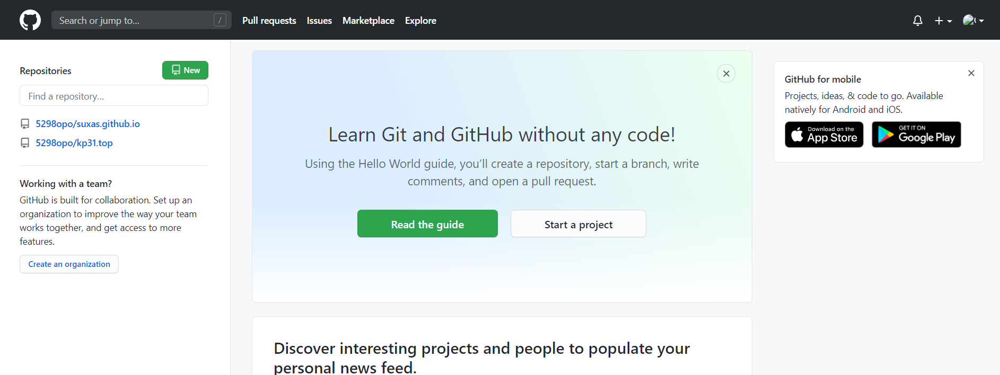 Search or jump to...
/
Pull requests
Issues
Marketplace
Explore
Repositories
New
Find a repository...
5298opo/suxas.github.io
5298opo/kp31.top
Working with a team?
GitHub is built for collaboration. Set up an
organization to improve the way your team
works together, and get access to more
features.
Create an organization
Learn Git and GitHub without any code!
Using the Hello World guide, you’ll create a repository, start a branch, write
comments, and open a pull request.
Read the guide
Start a project
Discover interesting projects and people to populate your
personal news feed.
GitHub for mobile
Projects, ideas, & code to go. Available
natively for Android and iOS.
Download on the
App Store
GET IT ON
Google Play